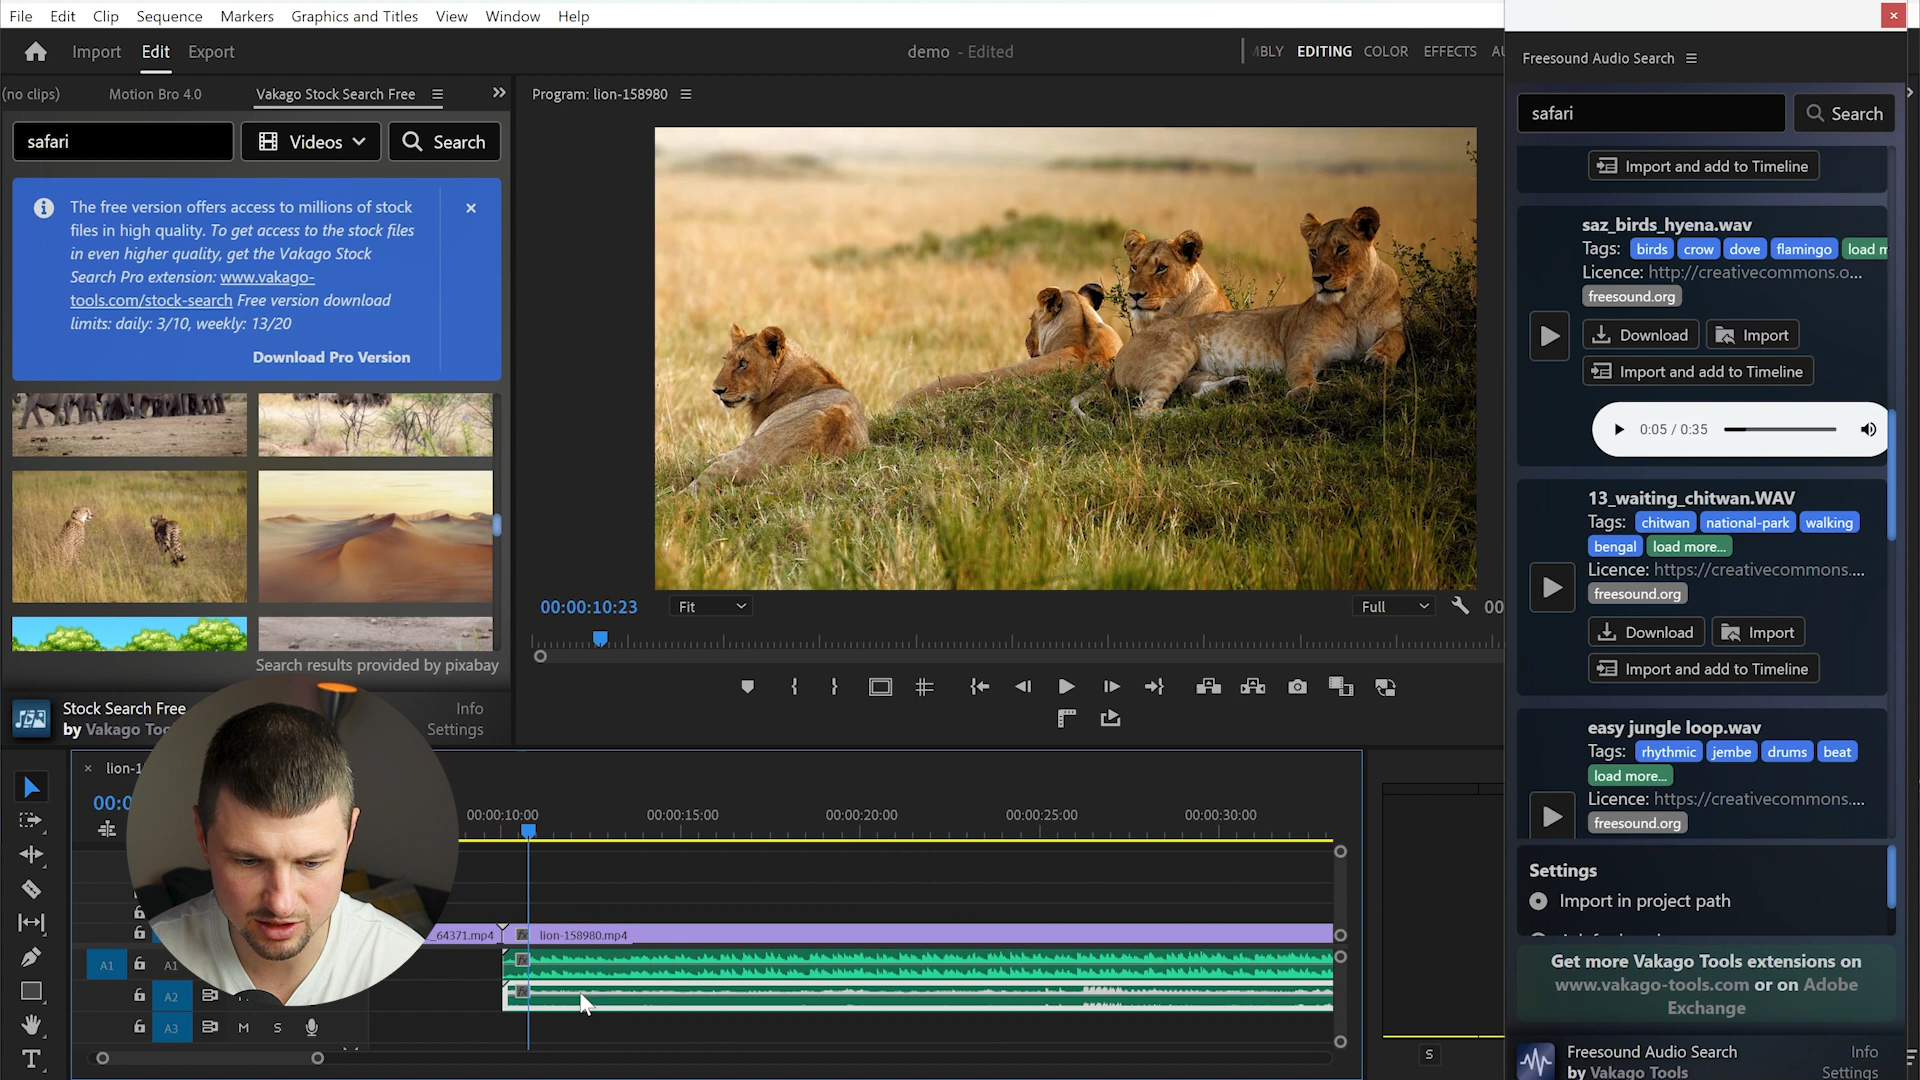 File Edit Clip Sequence Markers Graphics and Titles View Window Help
Import Edit Export
demo - Edited
BLY EDITING COLOR EFFECTS AU
Freesound Audio Search
(no clips) Motion Bro 4.0 Vakago Stock Search Free
Program: lion-158980
safari Videos Search
safari Search
The free version offers access to millions of stock
files in high quality. To get access to the stock files
in even higher quality, get the Vakago Stock
Search Pro extension: www.vakago-
tools.com/stock-search Free version download
limits: daily: 3/10, weekly: 13/20
Download Pro Version
Search results provided by pixabay
Stock Search Free
by Vakago Too
Info
Settings
00:00:10:23 Fit Full 00
Import and add to Timeline
saz_birds_hyena.wav
Tags: birds crow dove flamingo load m
Licence: http://creativecommons.o...
freesound.org
Download Import
Import and add to Timeline
0:05 / 0:35
13_waiting_chitwan.WAV
Tags: chitwan national-park walking
bengal load more...
Licence: https://creativecommons....
freesound.org
Download Import
Import and add to Timeline
easy jungle loop.wav
Tags: rhythmic jembe drums beat
load more...
Licence: https://creativecommons....
freesound.org
Settings
Import in project path
Get more Vakago Tools extensions on
www.vakago-tools.com or on Adobe
Exchange
Freesound Audio Search
by Vakago Tools
Info
Settings
lion-1
00:0
00:00:10:00 00:00:15:00 00:00:20:00 00:00:25:00 00:00:30:00
_64371.mp4 fx lion-158980.mp4
A1 A1 fx
A2 fx
A3 M S
S
T